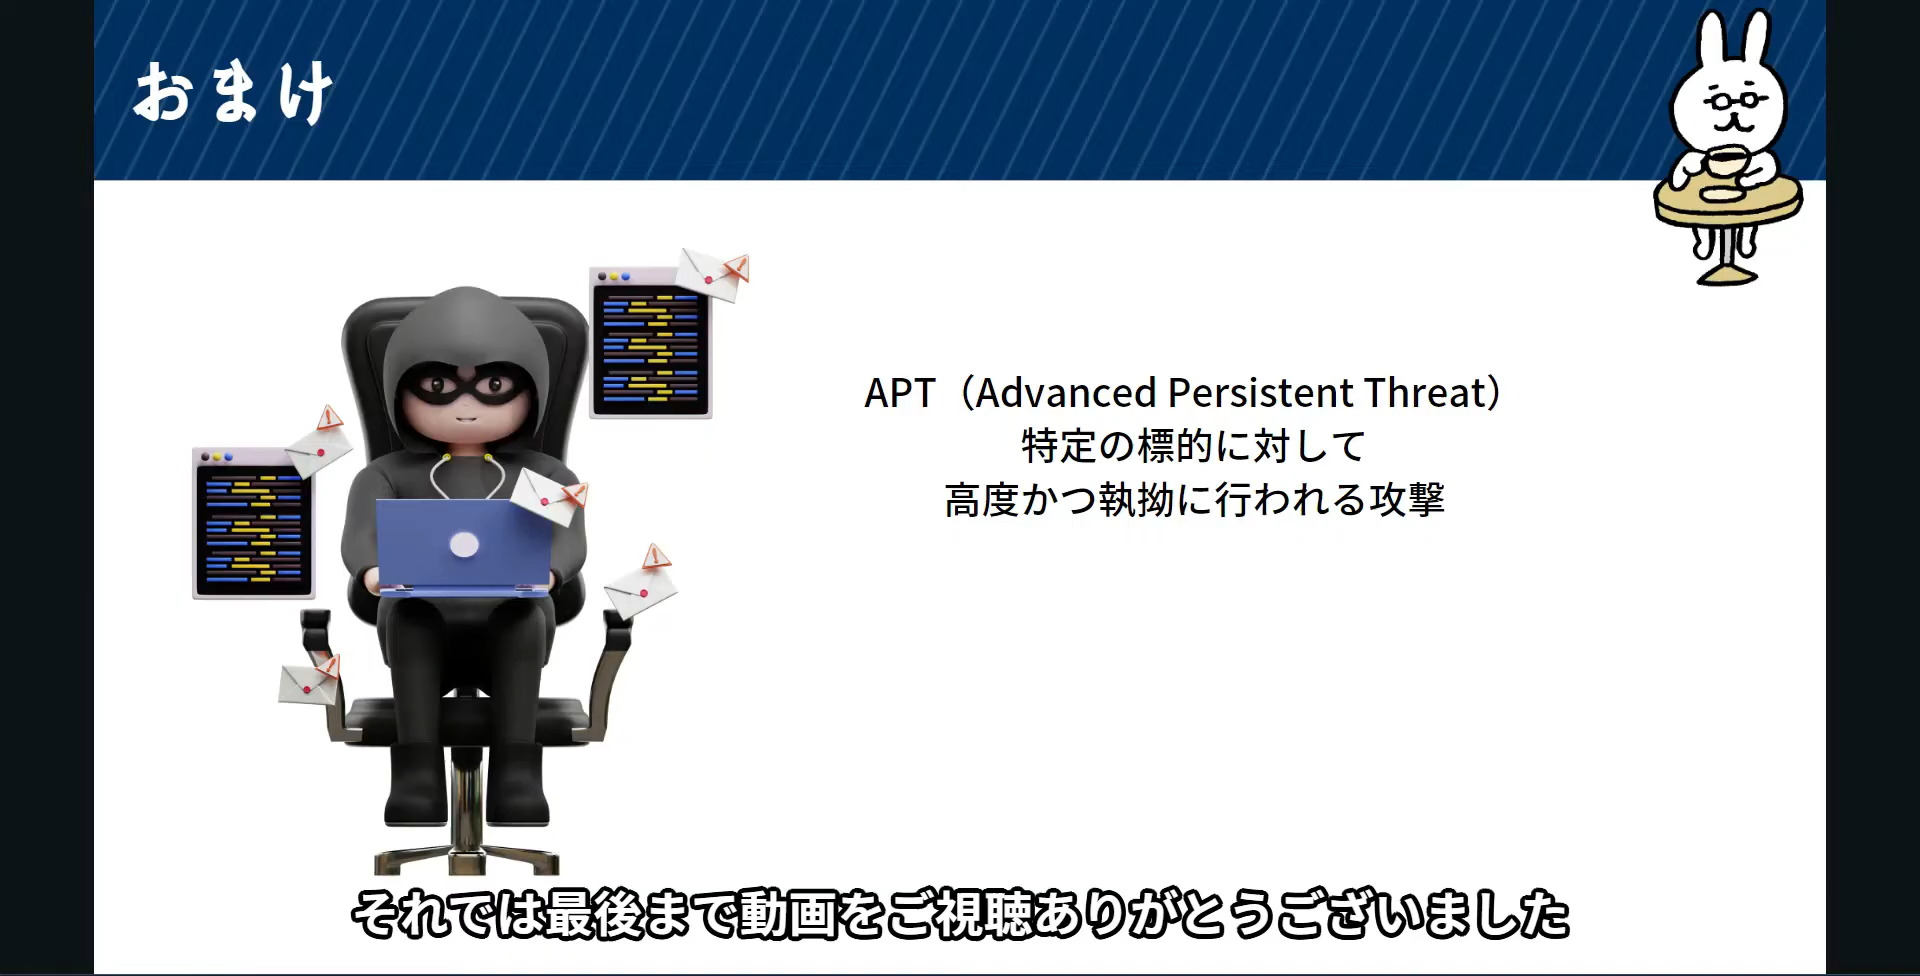 おまけ
APT（Advanced Persistent Threat）
特定の標的に対して
高度かつ執拗に行われる攻撃
それでは最後まで動画をご視聴ありがとうございました